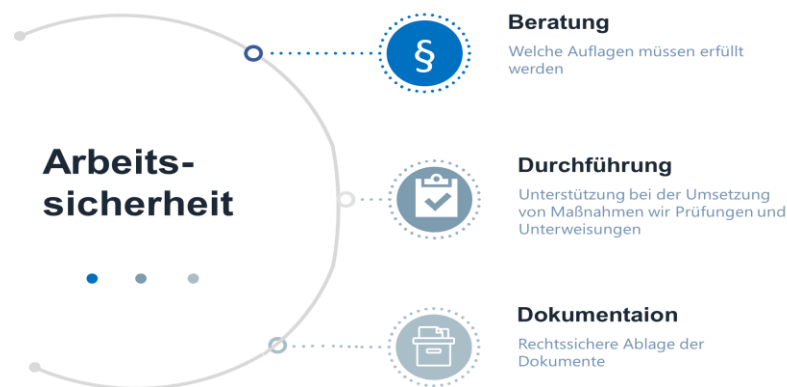 Arbeits-
sicherheit
§
Beratung
Welche Auflagen müssen erfüllt
werden
Durchführung
Unterstützung bei der Umsetzung
von Maßnahmen wir Prüfungen und
Unterweisungen
Dokumentaion
Rechtssichere Ablage der
Dokumente